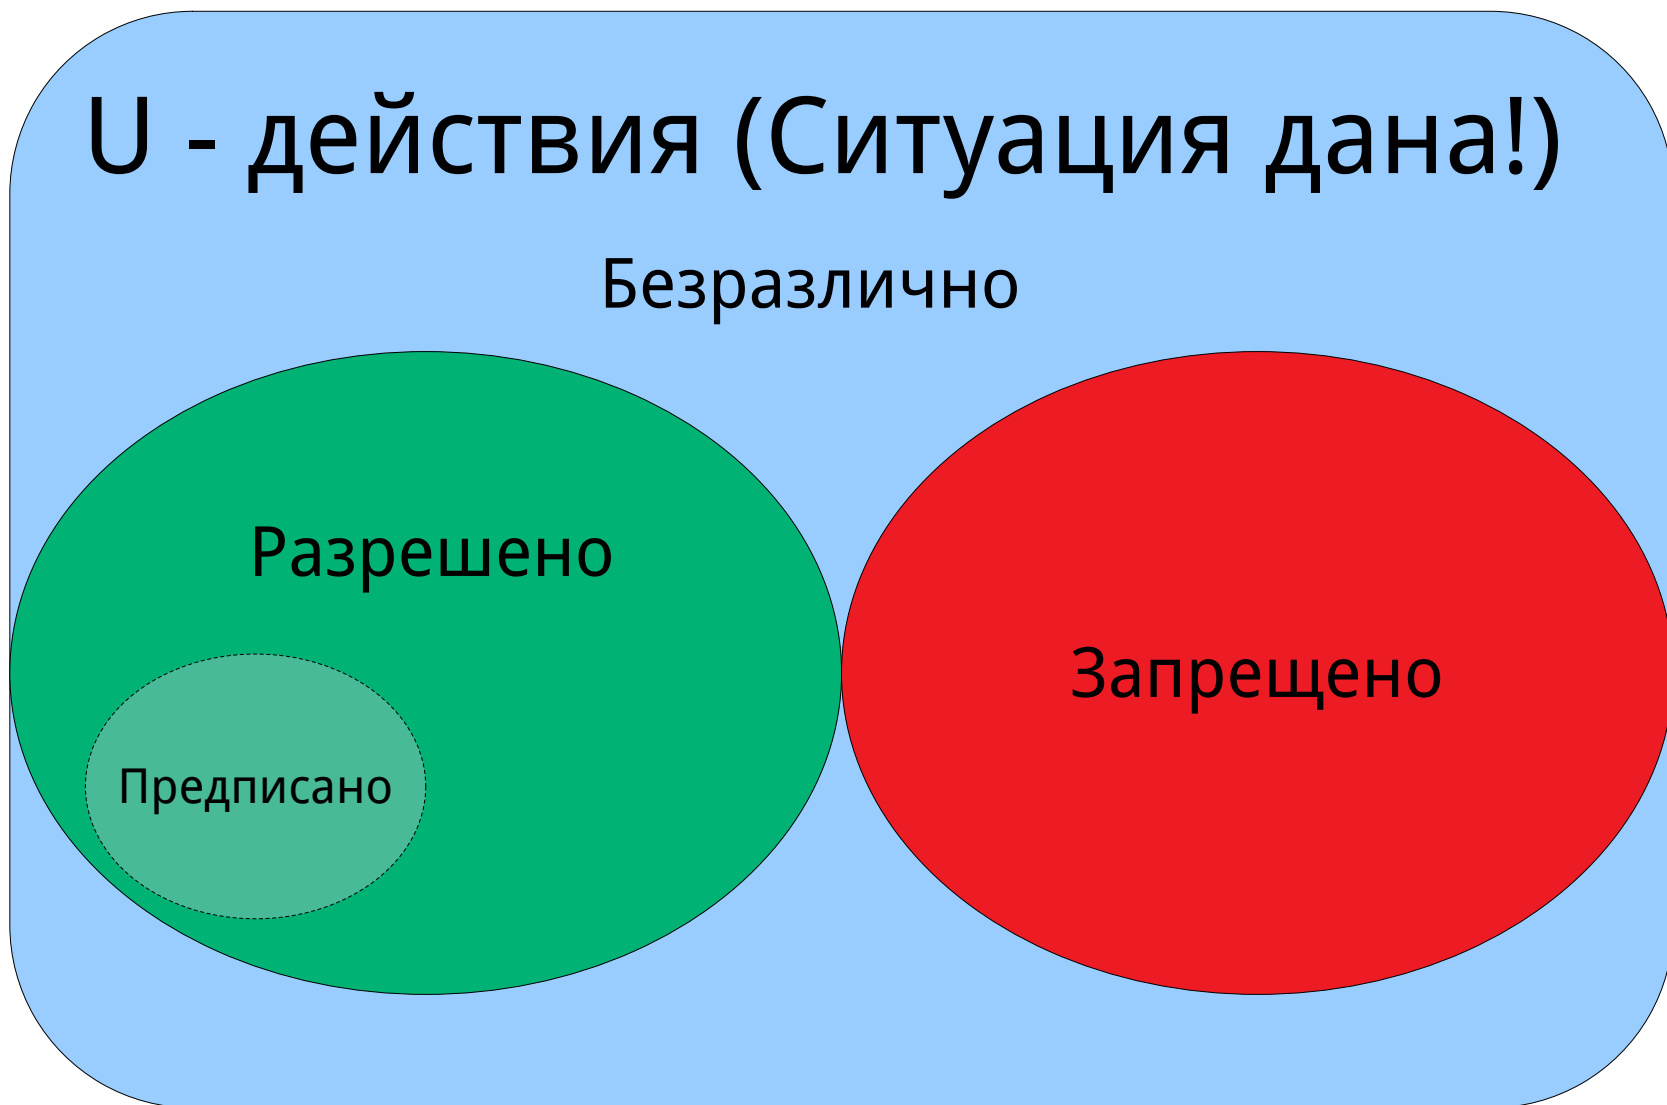 U - действия (Ситуация дана!)
Безразлично
Разрешено
Запрещено
Предписано